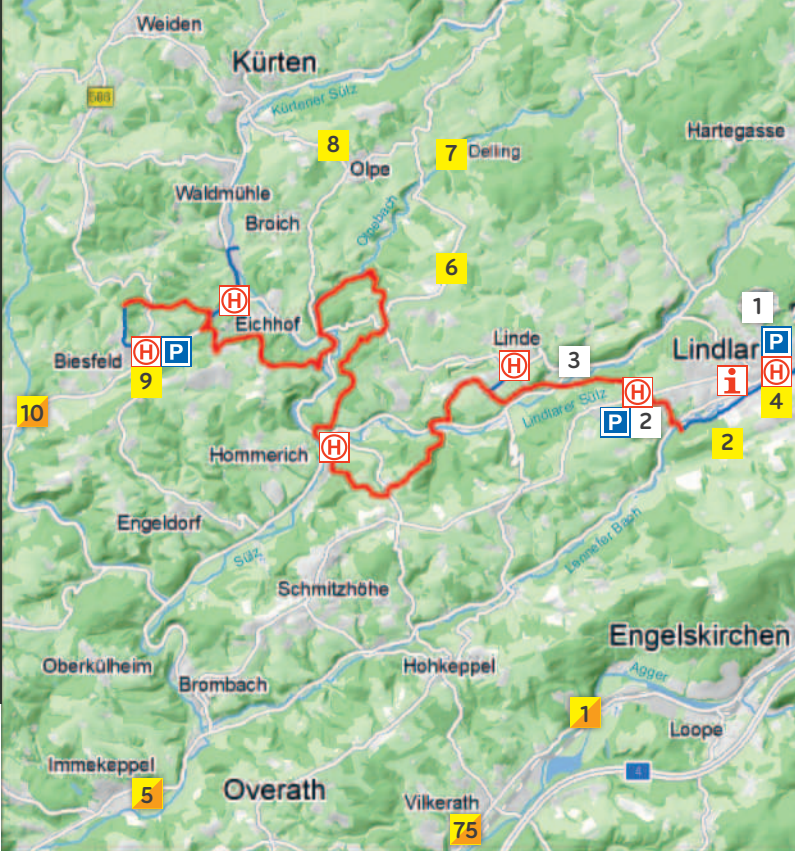 Weiden
Kürten
506
Kürtener Sülz
8
7
Delling
Hartegasse
Olpe
Waldmühle
Broich
Olpebach
6
H
Eichhof
1
Linde
Lindlar
P
H
P
Biesfeld
H
3
i
H
9
H
4
10
Lindlarer Sülz
P
2
2
Hommerich
H
Engeldorf
Sülz
Lennefer Bach
Schmitzhöhe
Engelskirchen
Oberkülheim
Hohkeppel
Agger
Brombach
1
Loope
Immekeppel
4
5
Overath
Vilkerath
75